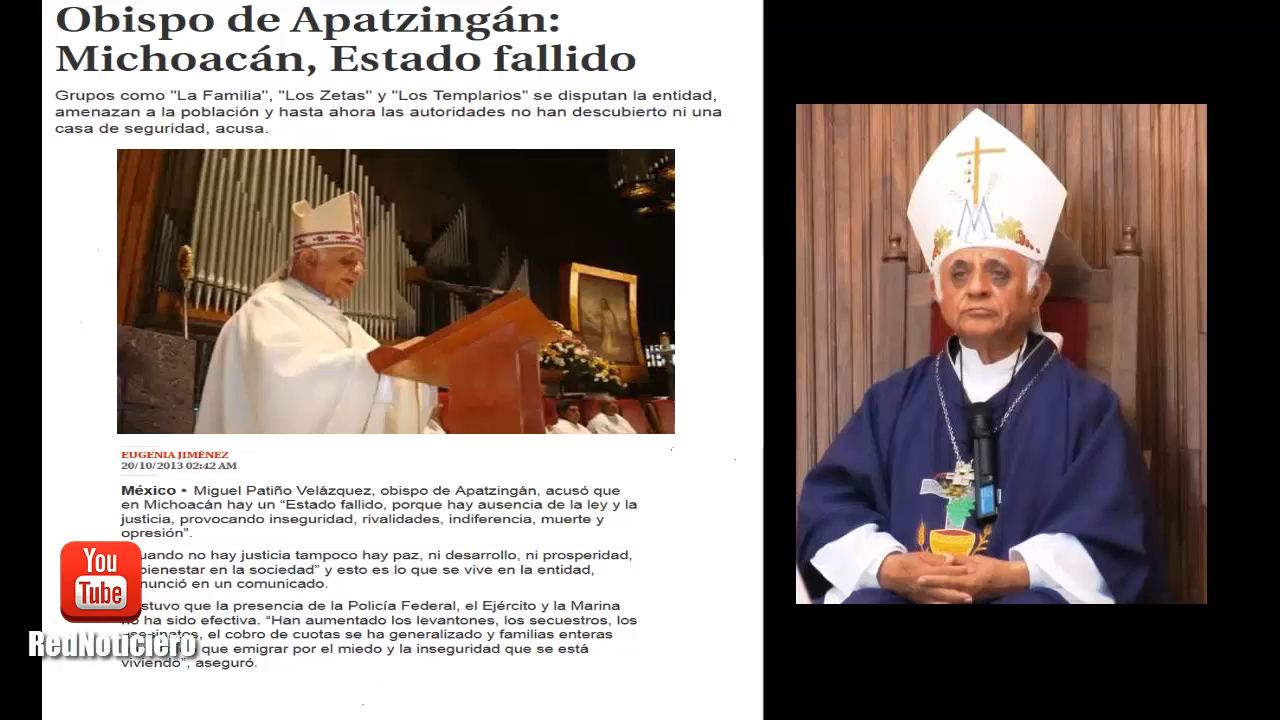 Obispo de Apatzingán:
Michoacán, Estado fallido
Grupos como "La Familia", "Los Zetas" y "Los Templarios" se disputan la entidad,
amenazan a la población y hasta ahora las autoridades no han descubierto ni una
casa de seguridad, acusa.
EUGENIA JIMÉNEZ
20/10/2013 02:42 AM
México • Miguel Patiño Velázquez, obispo de Apatzingán, acusó que
en Michoacán hay un “Estado fallido, porque hay ausencia de la ley y la
justicia, provocando inseguridad, rivalidades, indiferencia, muerte y
opresión”.
uando no hay justicia tampoco hay paz, ni desarrollo, ni prosperidad,
bienestar en la sociedad” y esto es lo que se vive en la entidad,
nunció en un comunicado.
stuvo que la presencia de la Policía Federal, el Ejército y la Marina
ha sido efectiva. “Han aumentado los levantones, los secuestros, los
el cobro de cuotas se ha generalizado y familias enteras
que emigrar por el miedo y la inseguridad que se está
viviendo”, aseguró.
You
Tube
RedNoticiero
M